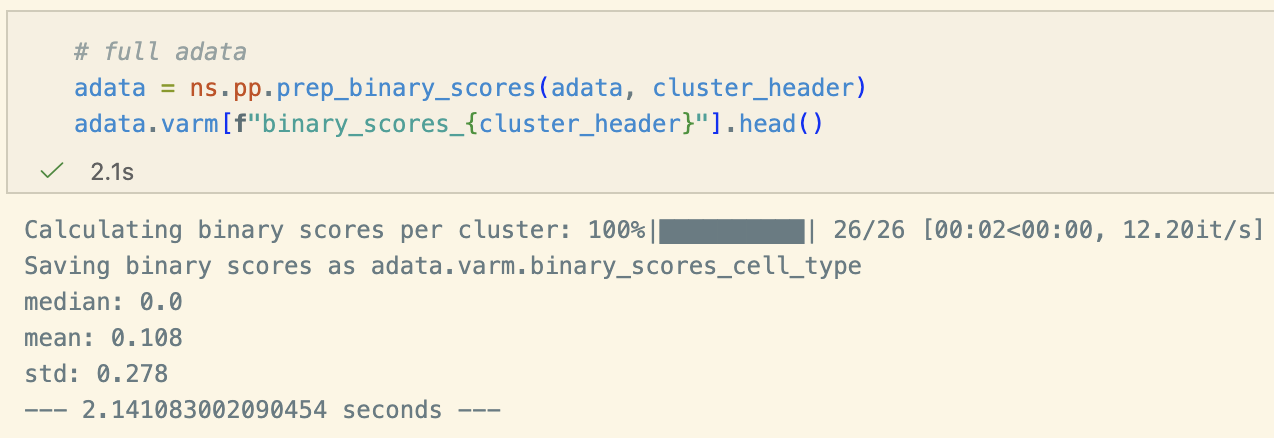 # full adata
adata = ns.pp.prep_binary_scores(adata, cluster_header)
adata.varm[f"binary_scores_{cluster_header}"].head()
✓ 2.1s
Calculating binary scores per cluster: 100%|██████████| 26/26 [00:02<00:00, 12.20it/s]
Saving binary scores as adata.varm.binary_scores_cell_type
median: 0.0
mean: 0.108
std: 0.278
--- 2.141083002090454 seconds ---